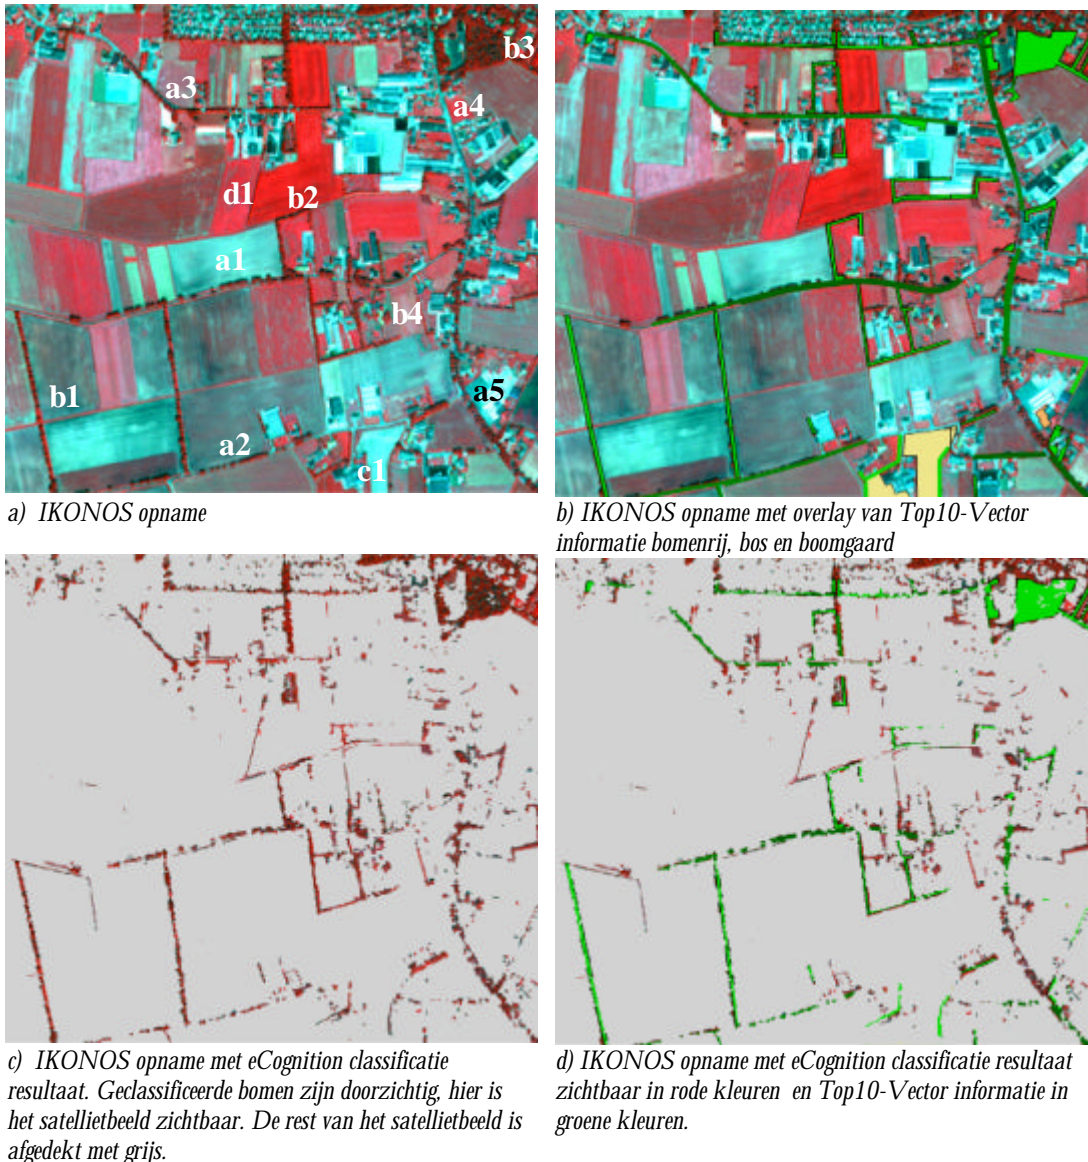 b3
a3
a4
d1
b2
a1
b4
b1
a5
a2
c1
a) IKONOS opname
b) IKONOS opname met overlay van Top10-Vector
informatie bomenrij, bos en boomgaard
c) IKONOS opname met eCognition classificatie
resultaat. Geclassificeerde bomen zijn doorzichtig, hier is
het satellietbeeld zichtbaar. De rest van het satellietbeeld is
afgedekt met grijs.
d) IKONOS opname met eCognition classificatie resultaat
zichtbaar in rode kleuren en Top10-Vector informatie in
groene kleuren.